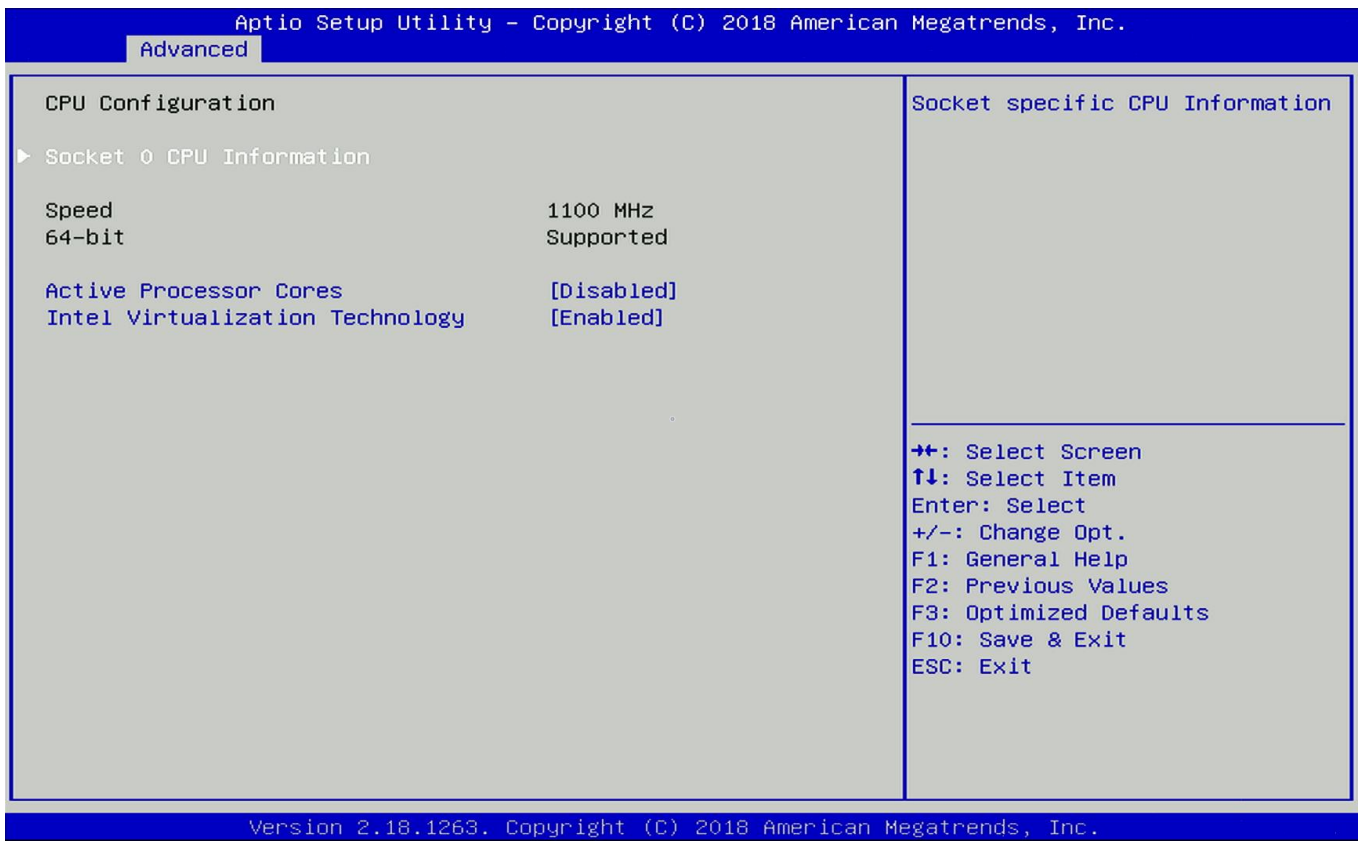 Aptio Setup Utility – Copyright (C) 2018 American Megatrends, Inc.
Advanced
CPU Configuration
Socket 0 CPU Information
Speed 1100 MHz
64-bit Supported
Active Processor Cores [Disabled]
Intel Virtualization Technology [Enabled]
Socket specific CPU Information
→←: Select Screen
↑↓: Select Item
Enter: Select
+/-: Change Opt.
F1: General Help
F2: Previous Values
F3: Optimized Defaults
F10: Save & Exit
ESC: Exit
Version 2.18.1263. Copyright (C) 2018 American Megatrends, Inc.